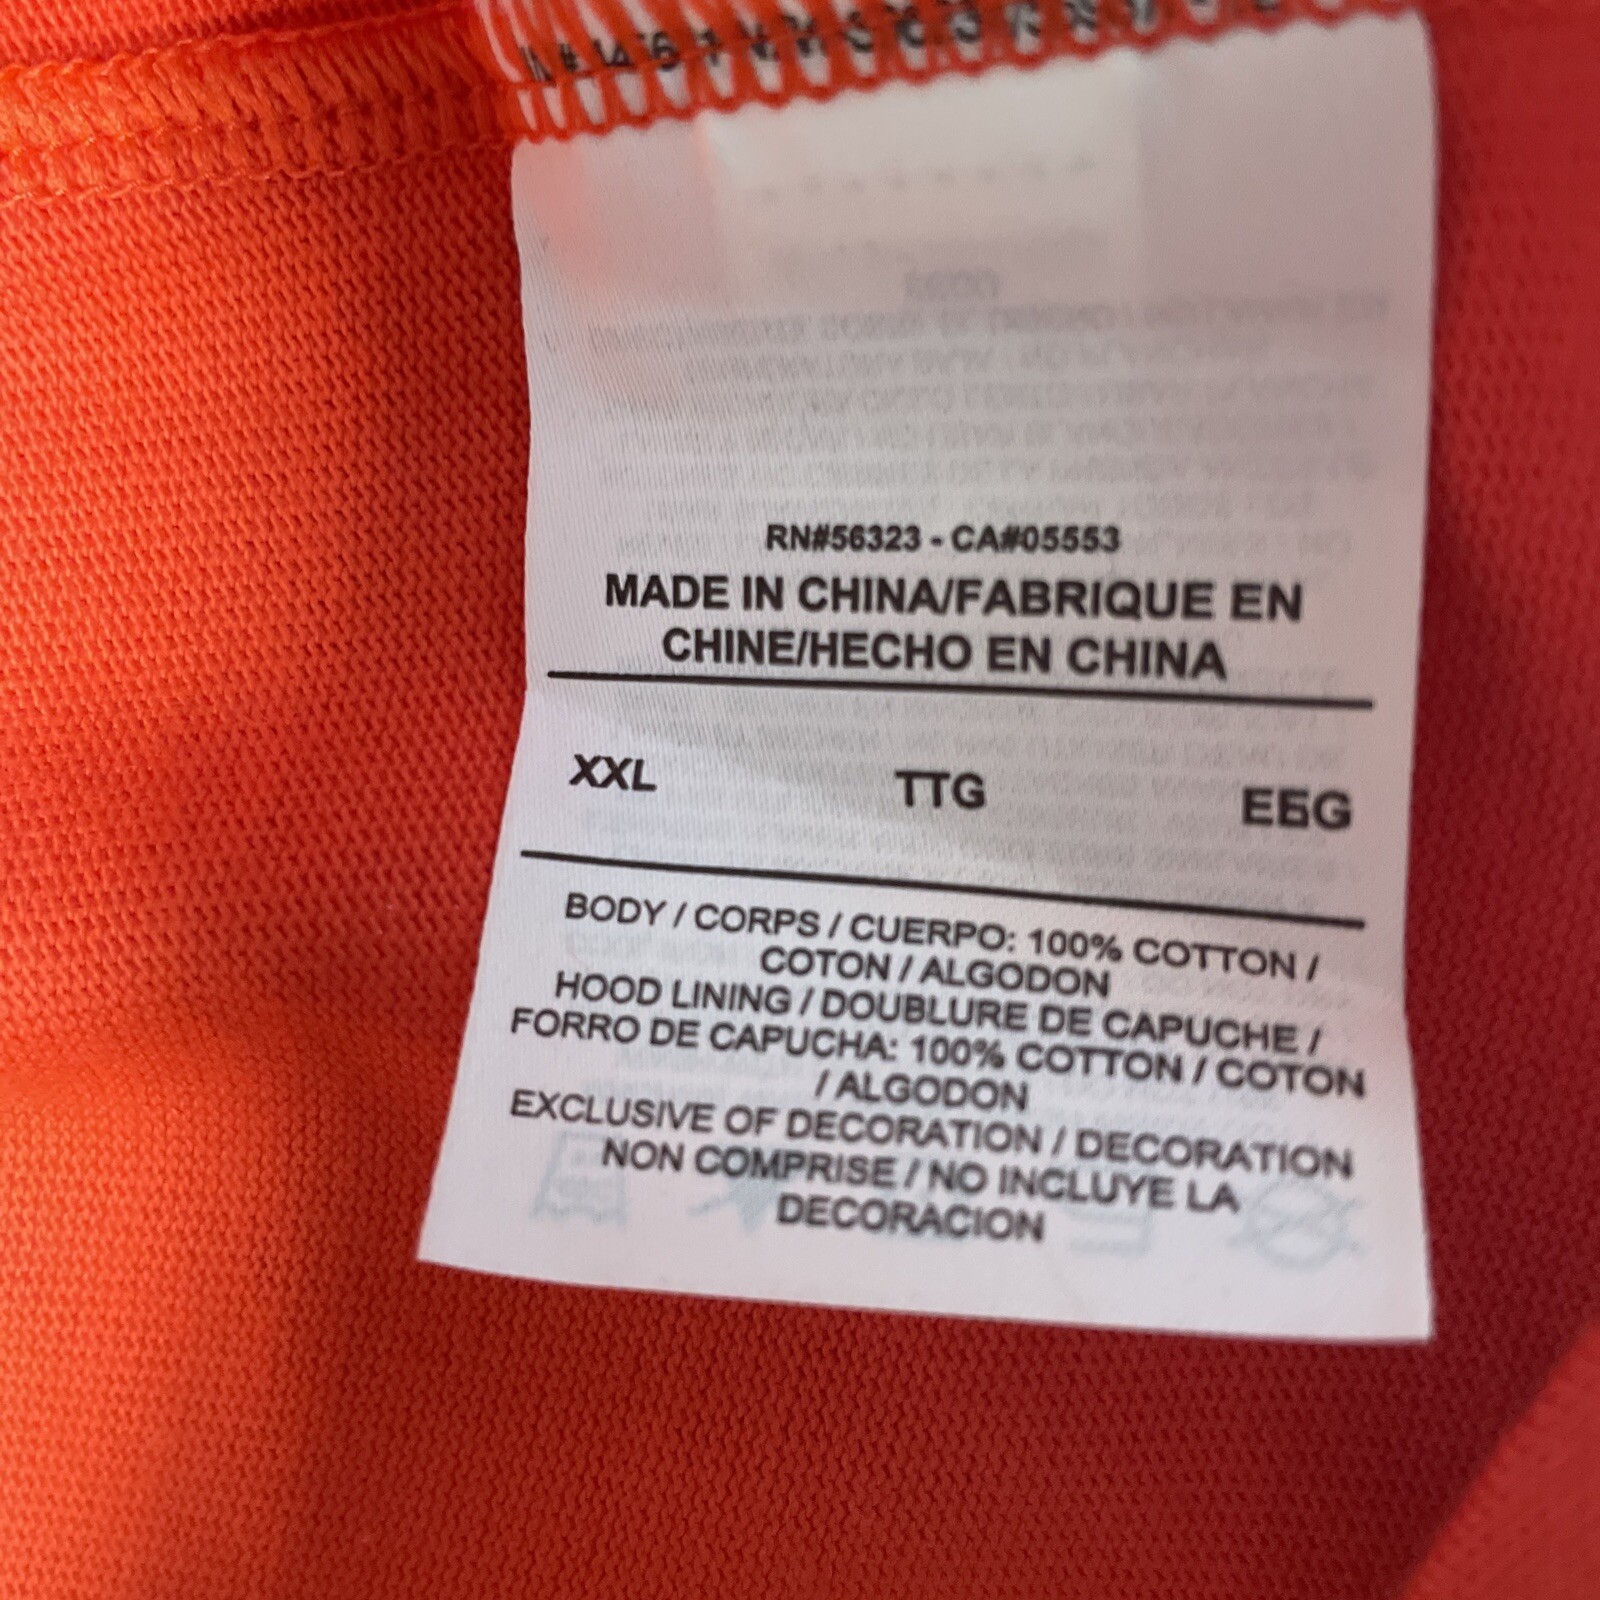 RN#56323 - CA#05553
MADE IN CHINA/FABRIQUE EN
CHINE/HECHO EN CHINA
XXL TTG EБG
BODY / CORPS / CUERPO: 100% COTTON /
COTON / ALGODON
HOOD LINING / DOUBLURE DE CAPUCHE /
FORRO DE CAPUCHA: 100% COTTON / COTON
/ ALGODON
EXCLUSIVE OF DECORATION / DECORATION
NON COMPRISE / NO INCLUYE LA
DECORACION